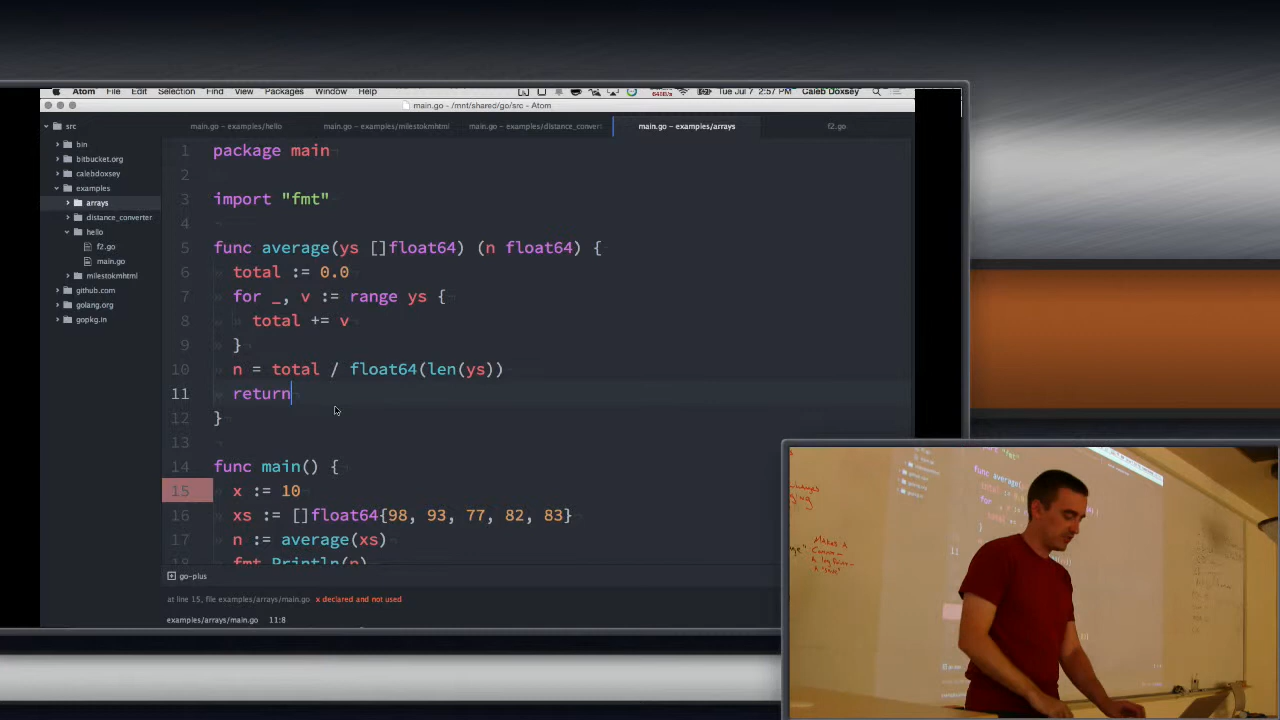 Atom File Edit Selection Find View Packages Window Help Tue Jul 7 2:57 PM Caleb Doxsey
main.go - /mnt/shared/go/src - Atom
src
main.go - examples/hello
main.go - examples/milestokmhtml
main.go - examples/distance_convert
main.go - examples/arrays
f2.go
bin
bitbucket.org
calebdoxsey
examples
arrays
distance_converter
hello
f2.go
main.go
milestokmhtml
github.com
golang.org
gopkg.in
1 package main
2
3 import "fmt"
4
5 func average(ys []float64) (n float64) {
6 total := 0.0
7 for _, v := range ys {
8 total += v
9 }
10 n = total / float64(len(ys))
11 return
12 }
13
14 func main() {
15 x := 10
16 xs := []float64{98, 93, 77, 82, 83}
17 n := average(xs)
18 fmt.Println(n)
go-plus
at line 15, file examples/arrays/main.go x declared and not used
examples/arrays/main.go 11:8
Makes A